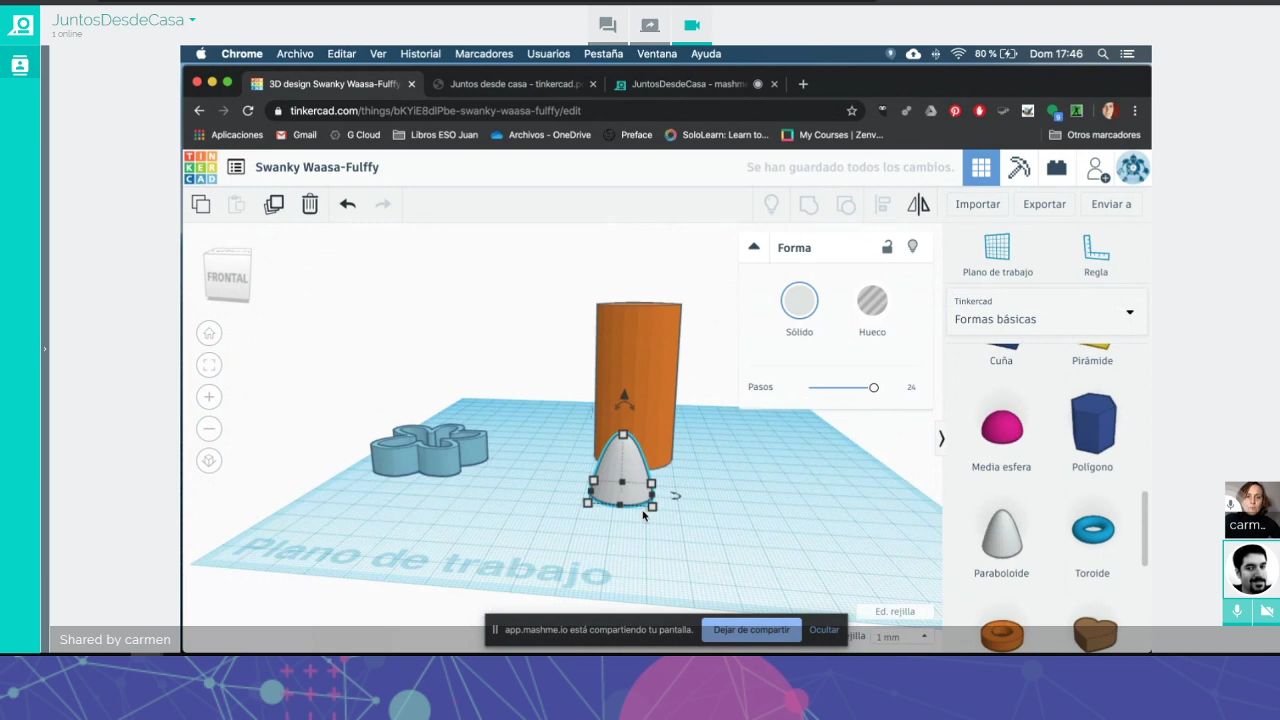 JuntosDesdeCasa
1 online
Chrome Archivo Editar Ver Historial Marcadores Usuarios Pestaña Ventana Ayuda
80 % Dom 17:46
3D design Swanky Waasa-Fulffy
Juntos desde casa - tinkercad.p
JuntosDesdeCasa - mashm
tinkercad.com/things/bKYiE8dlPbe-swanky-waasa-fulffy/edit
Aplicaciones Gmail G Cloud Libros ESO Juan Archivos - OneDrive Preface SoloLearn: Learn to... My Courses | Zenv... Otros marcadores
TIN
KER
CAD
Swanky Waasa-Fulffy
Se han guardado todos los cambios.
Importar Exportar Enviar a
FRONTAL
Forma
Sólido Hueco
Pasos 24
Plano de trabajo Regla
Tinkercad
Formas básicas
Cuña Pirámide
Media esfera Polígono
Paraboloide Toroide
Plano de trabajo
Ed. rejilla
1 mm
app.mashme.io está compartiendo tu pantalla. Dejar de compartir Ocultar
Shared by carmen
carm...